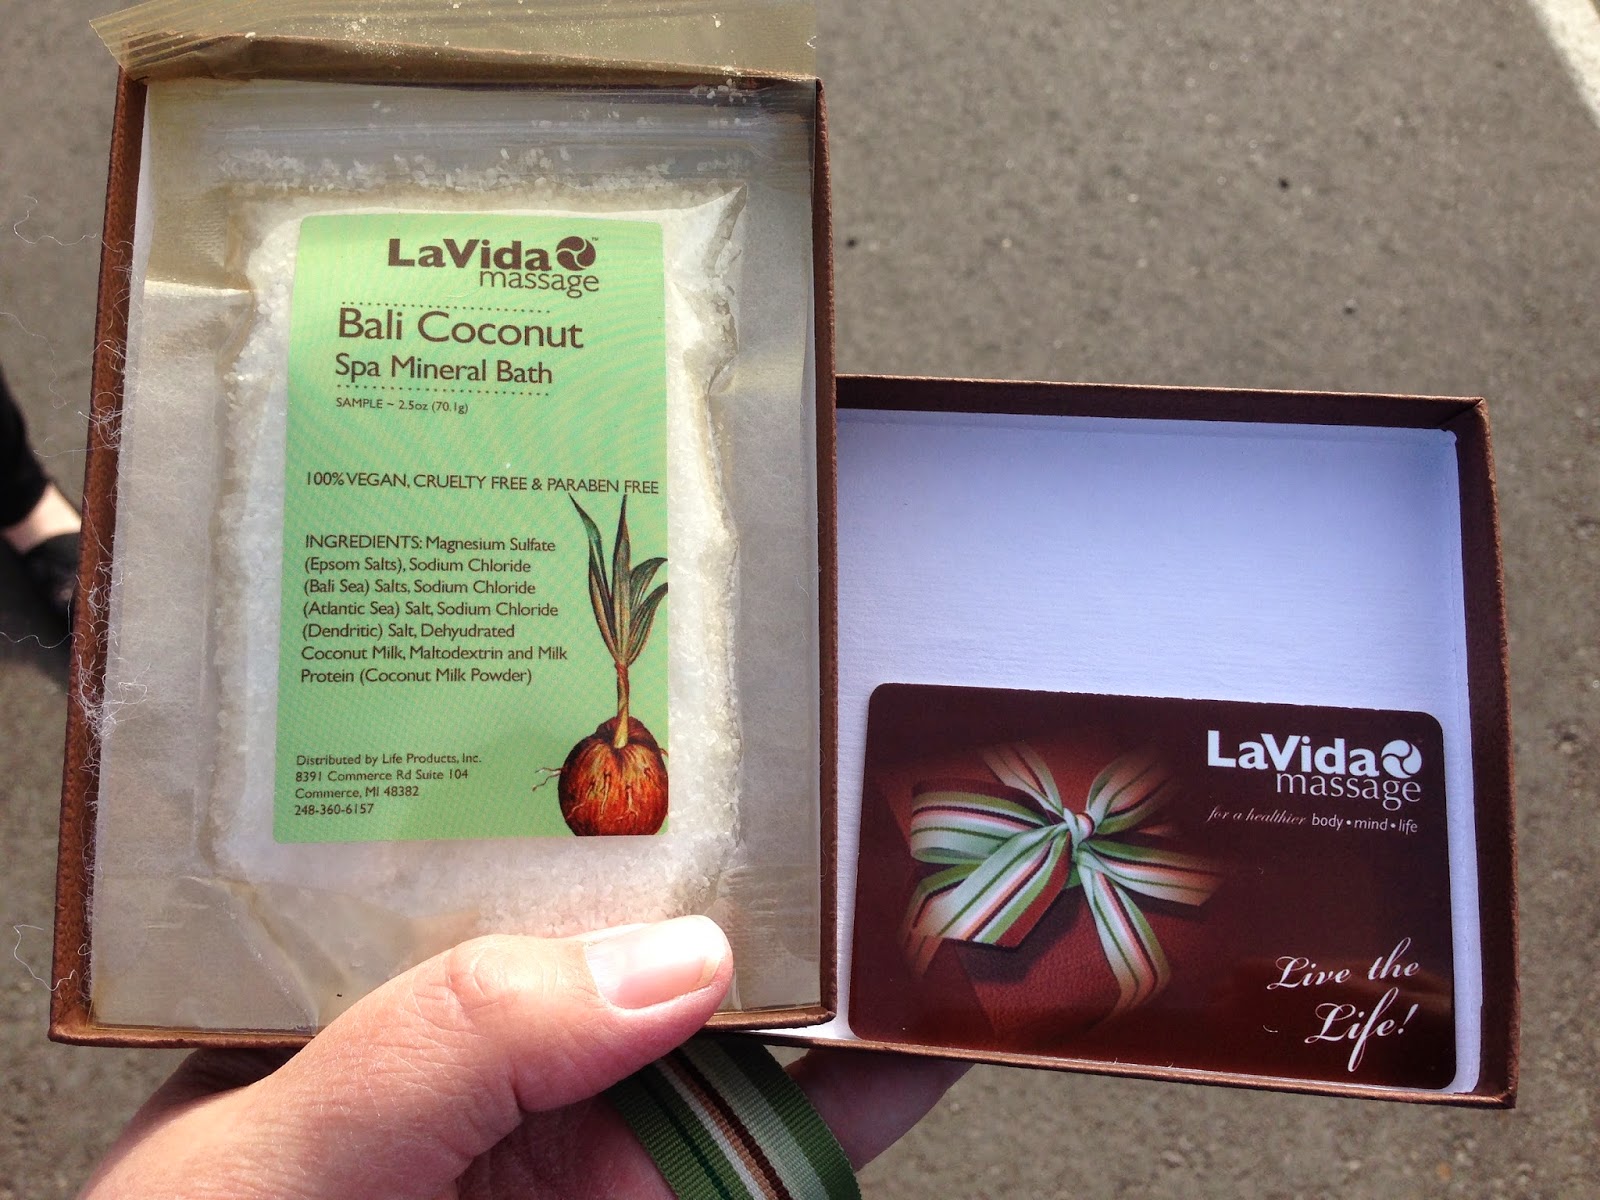 LaVida™
massage
Bali Coconut
Spa Mineral Bath
SAMPLE ~ 2.5oz (70.1g)
100% VEGAN, CRUELTY FREE & PARABEN FREE
INGREDIENTS: Magnesium Sulfate
(Epsom Salts), Sodium Chloride
(Bali Sea) Salts, Sodium Chloride
(Atlantic Sea) Salt, Sodium Chloride
(Dendritic) Salt, Dehyudrated
Coconut Milk, Maltodextrin and Milk
Protein (Coconut Milk Powder)
Distributed by Life Products, Inc.
8391 Commerce Rd Suite 104
Commerce, MI 48382
248-360-6157
LaVida
massage
for a healthier body • mind • life
Live the
Life!